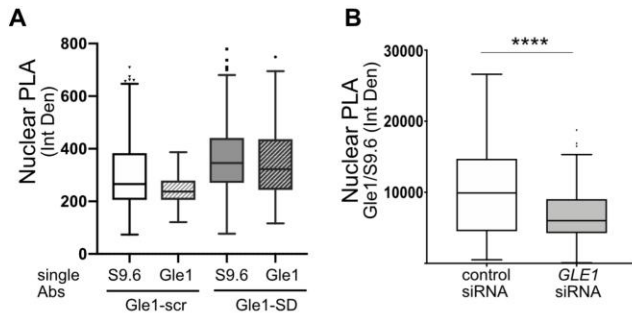 A
Nuclear PLA
(Int Den)
800
600
400
200
0
single
Abs
S9.6 Gle1 S9.6 Gle1
Gle1-scr Gle1-SD
B
Nuclear PLA
Gle1/S9.6 (Int Den)
30000
20000
10000
0
****
control
siRNA
GLE1
siRNA